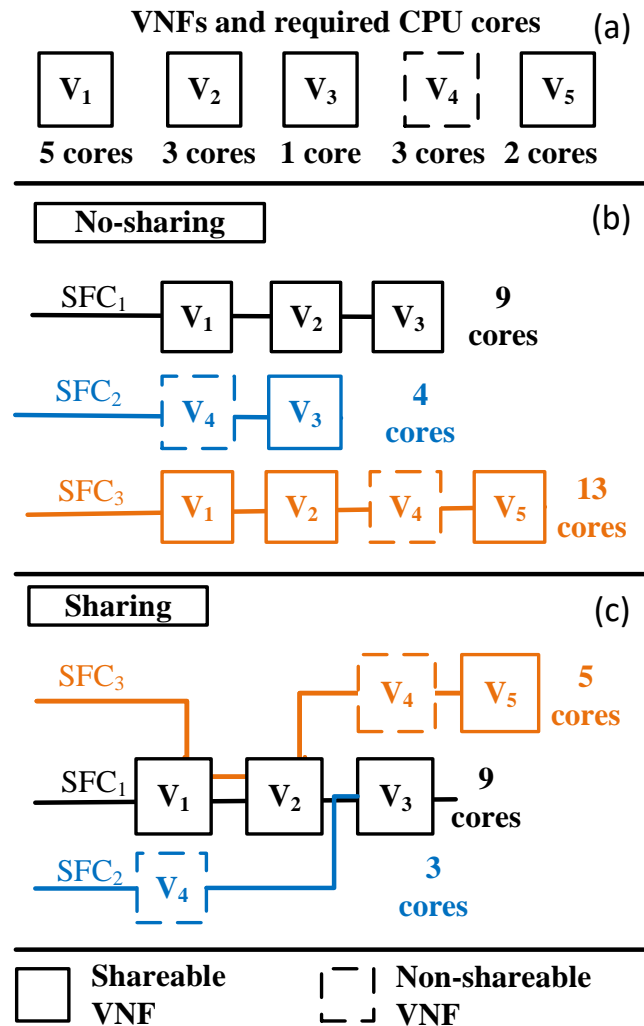 VNFs and required CPU cores (a)
V1 V2 V3 V4 V5
5 cores 3 cores 1 core 3 cores 2 cores
No-sharing (b)
SFC1 V1 V2 V3 9 cores
SFC2 V4 V3 4 cores
SFC3 V1 V2 V4 V5 13 cores
Sharing (c)
SFC3 V4 V5 5 cores
SFC1 V1 V2 V3 9 cores
SFC2 V4 3 cores
Shareable VNF
Non-shareable VNF